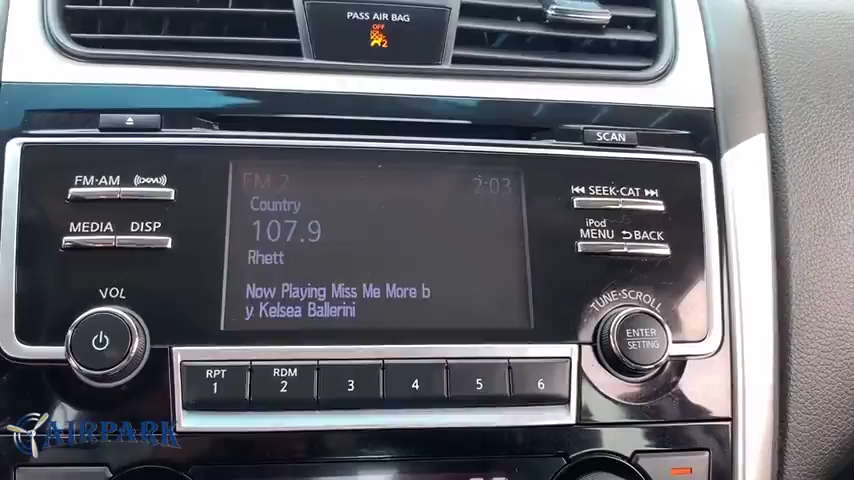 PASS AIR BAG
OFF
2
SCAN
FM·AM
(XM)
MEDIA
DISP
FM 2
2:03
Country
107.9
Rhett
Now Playing Miss Me More b
y Kelsea Ballerini
SEEK·CAT
iPod
MENU
BACK
VOL
TUNE·SCROLL
ENTER
SETTING
RPT
1
RDM
2
3
4
5
6
AIRPARK